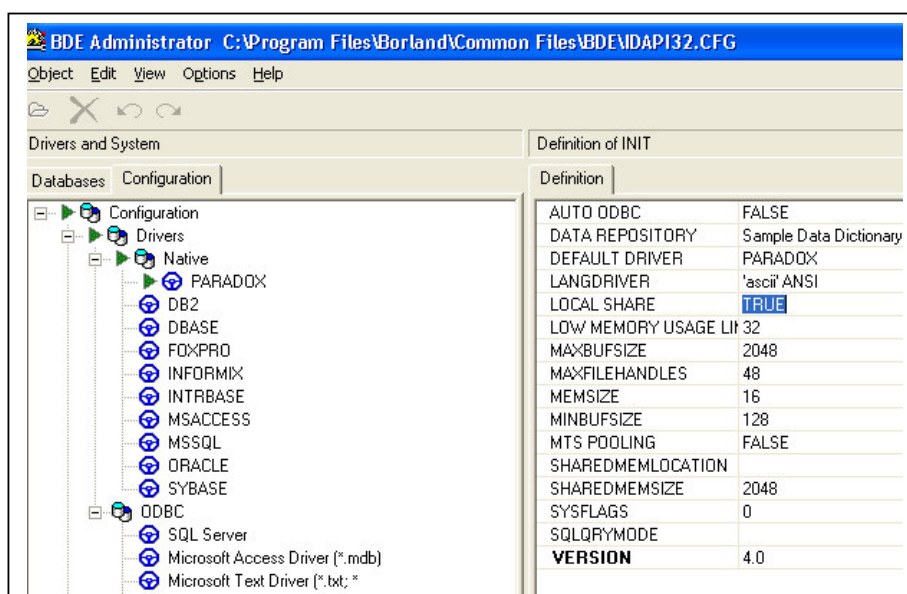 BDE Administrator C:\Program Files\Borland\Common Files\BDE\IDAPI32.CFG
Object Edit View Options Help
Drivers and System
Definition of INIT
Databases Configuration
Definition
Configuration
Drivers
Native
PARADOX
DB2
DBASE
FOXPRO
INFORMIX
INTRBASE
MSACCESS
MSSQL
ORACLE
SYBASE
ODBC
SQL Server
Microsoft Access Driver (*.mdb)
Microsoft Text Driver (*.txt; *
AUTO ODBC FALSE
DATA REPOSITORY Sample Data Dictionary
DEFAULT DRIVER PARADOX
LANGDRIVER 'ascii' ANSI
LOCAL SHARE TRUE
LOW MEMORY USAGE LI 32
MAXBUFSIZE 2048
MAXFILEHANDLES 48
MEMSIZE 16
MINBUFSIZE 128
MTS POOLING FALSE
SHAREDMEMLOCATION
SHAREDMEMSIZE 2048
SYSFLAGS 0
SQLQRYMODE
VERSION 4.0